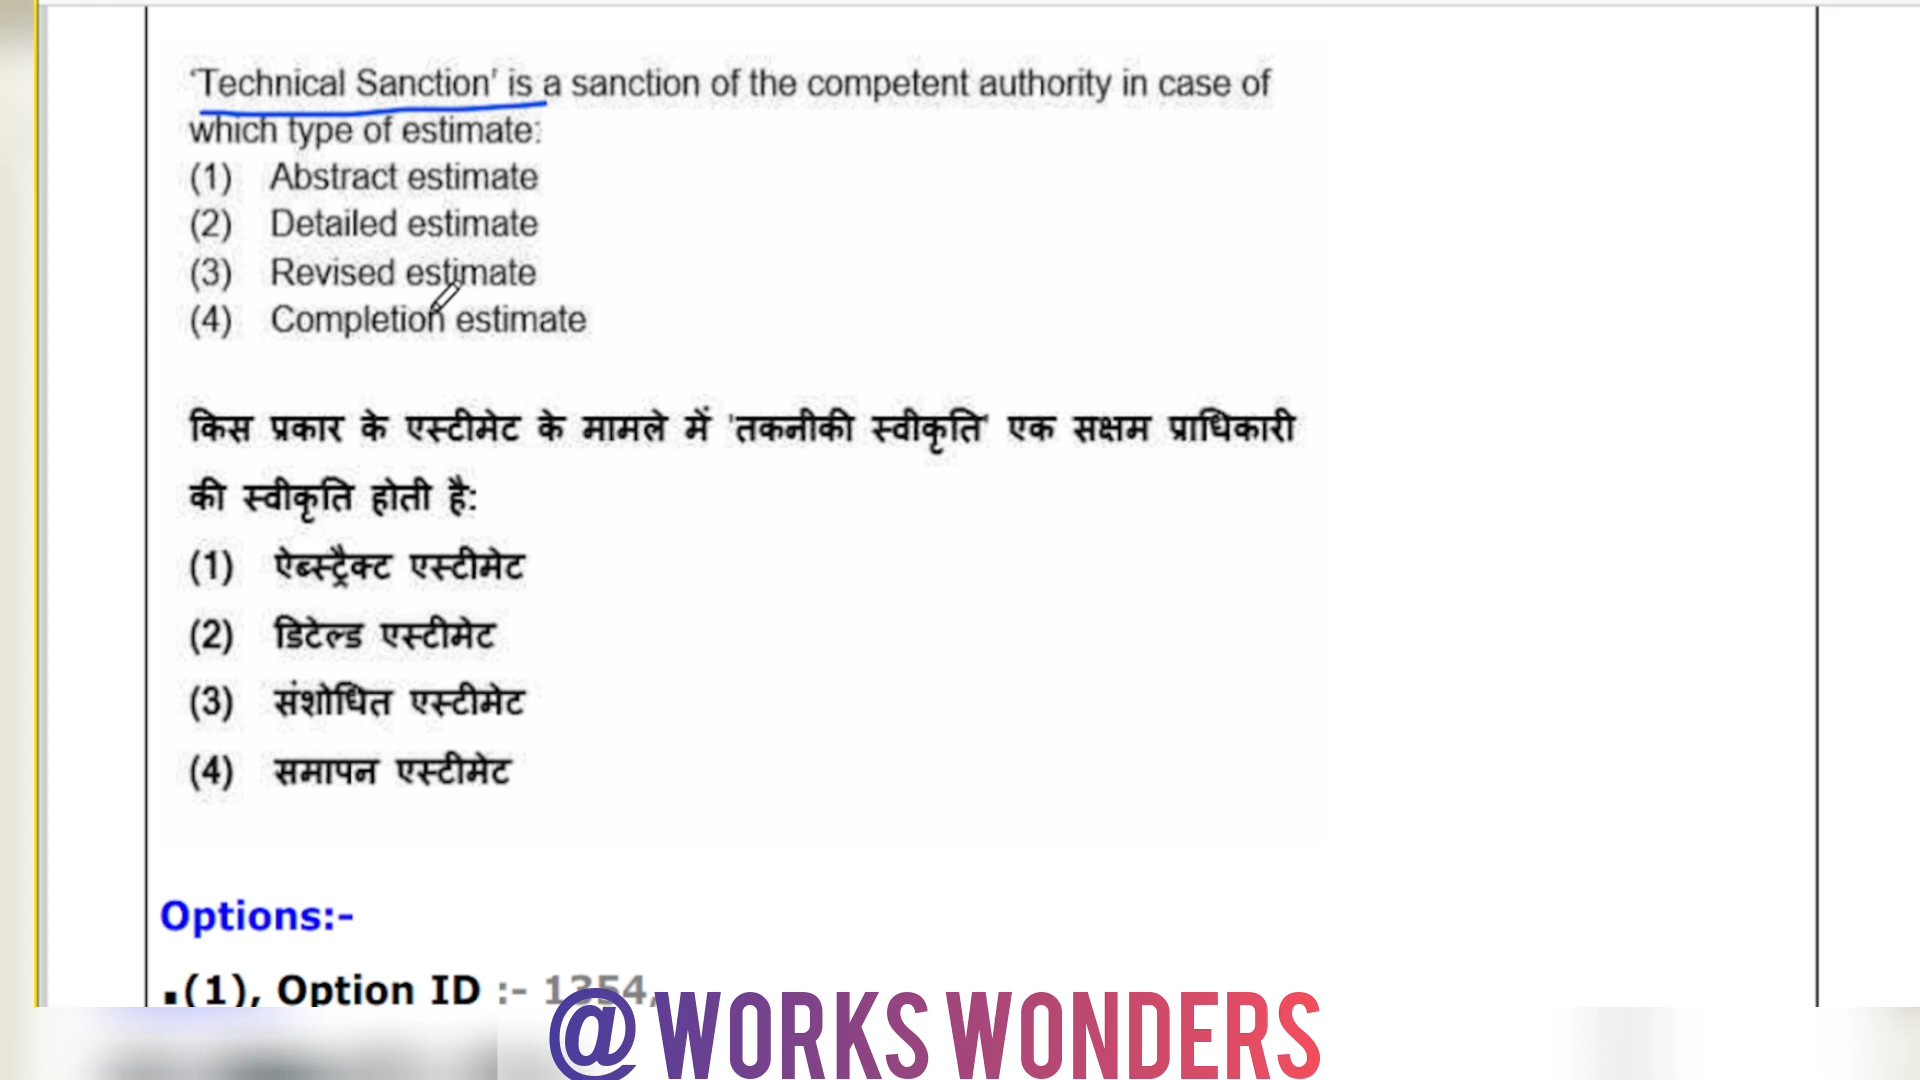 ‘Technical Sanction’ is a sanction of the competent authority in case of
which type of estimate:
(1) Abstract estimate
(2) Detailed estimate
(3) Revised estimate
(4) Completion estimate
किस प्रकार के एस्टीमेट के मामले में 'तकनीकी स्वीकृति' एक सक्षम प्राधिकारी
की स्वीकृति होती है:
(1) ऐब्स्ट्रैक्ट एस्टीमेट
(2) डिटेल्ड एस्टीमेट
(3) संशोधित एस्टीमेट
(4) समापन एस्टीमेट
Options:-
(1), Option ID :- 1354,
@WORKS WONDERS